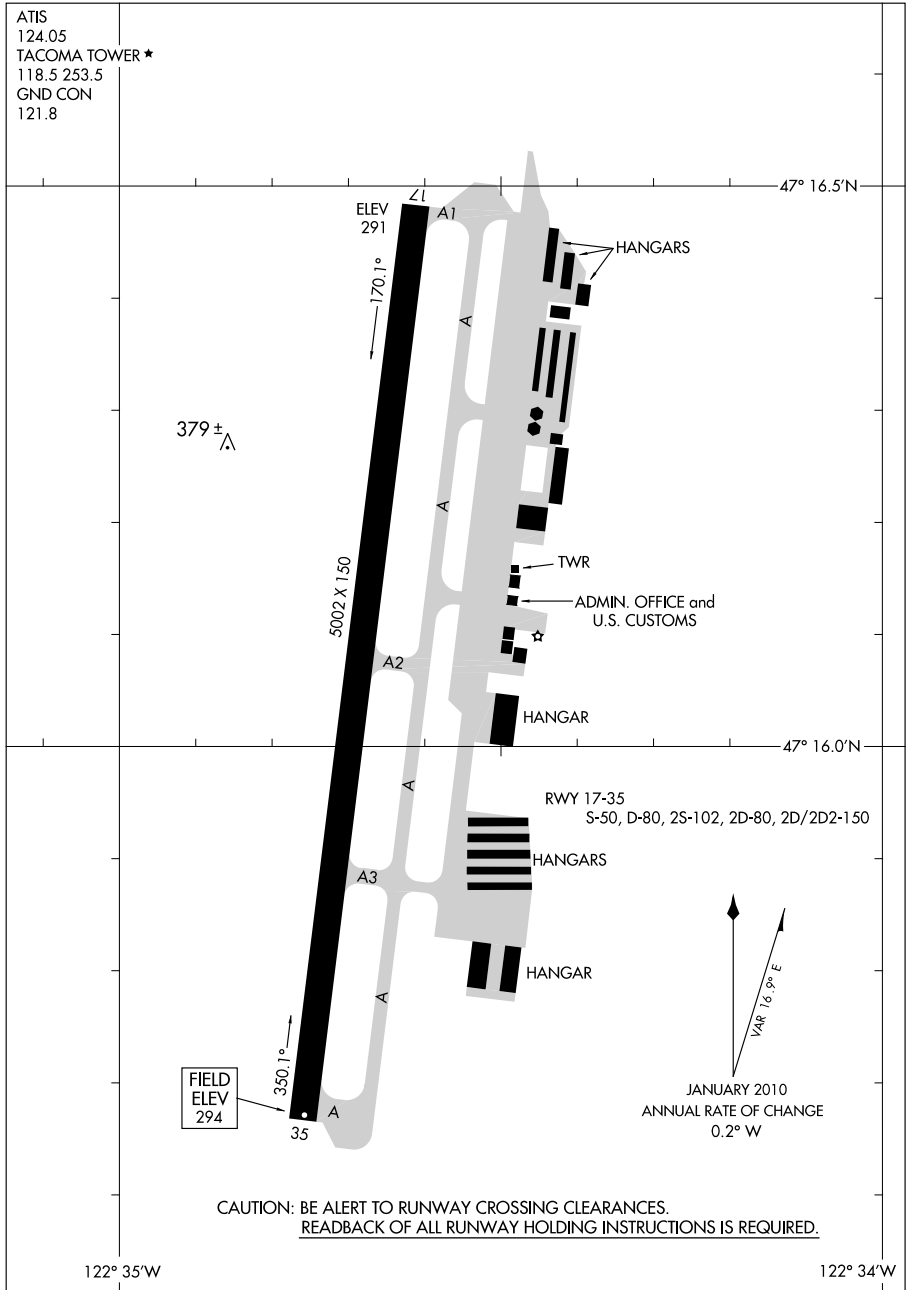 ATIS
124.05
TACOMA TOWER ★
118.5 253.5
GND CON
121.8
47° 16.5'N
17
ELEV
291
A1
HANGARS
170.1°
A
379 ±
A
5002 X 150
TWR
ADMIN. OFFICE and
U.S. CUSTOMS
A2
HANGAR
47° 16.0'N
A
RWY 17-35
S-50, D-80, 2S-102, 2D-80, 2D/2D2-150
HANGARS
A3
HANGAR
A
VAR 16.9° E
350.1°
FIELD
ELEV
294
A
35
JANUARY 2010
ANNUAL RATE OF CHANGE
0.2° W
CAUTION: BE ALERT TO RUNWAY CROSSING CLEARANCES.
READBACK OF ALL RUNWAY HOLDING INSTRUCTIONS IS REQUIRED.
122° 35'W
122° 34'W